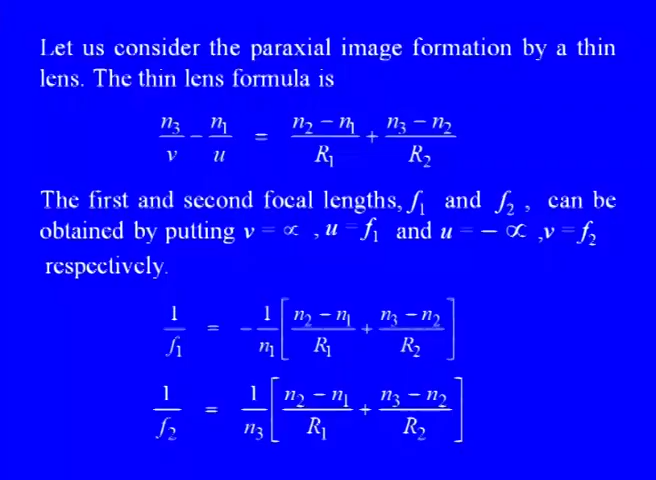 Let us consider the paraxial image formation by a thin
lens. The thin lens formula is
n₃/v − n₁/u = (n₂ − n₁)/R₁ + (n₃ − n₂)/R₂
The first and second focal lengths, f₁ and f₂ , can be
obtained by putting v = ∝ , u = f₁ and u = − ∝ ,v = f₂
respectively.
1/f₁ = − 1/n₁ [ (n₂ − n₁)/R₁ + (n₃ − n₂)/R₂ ]
1/f₂ = 1/n₃ [ (n₂ − n₁)/R₁ + (n₃ − n₂)/R₂ ]